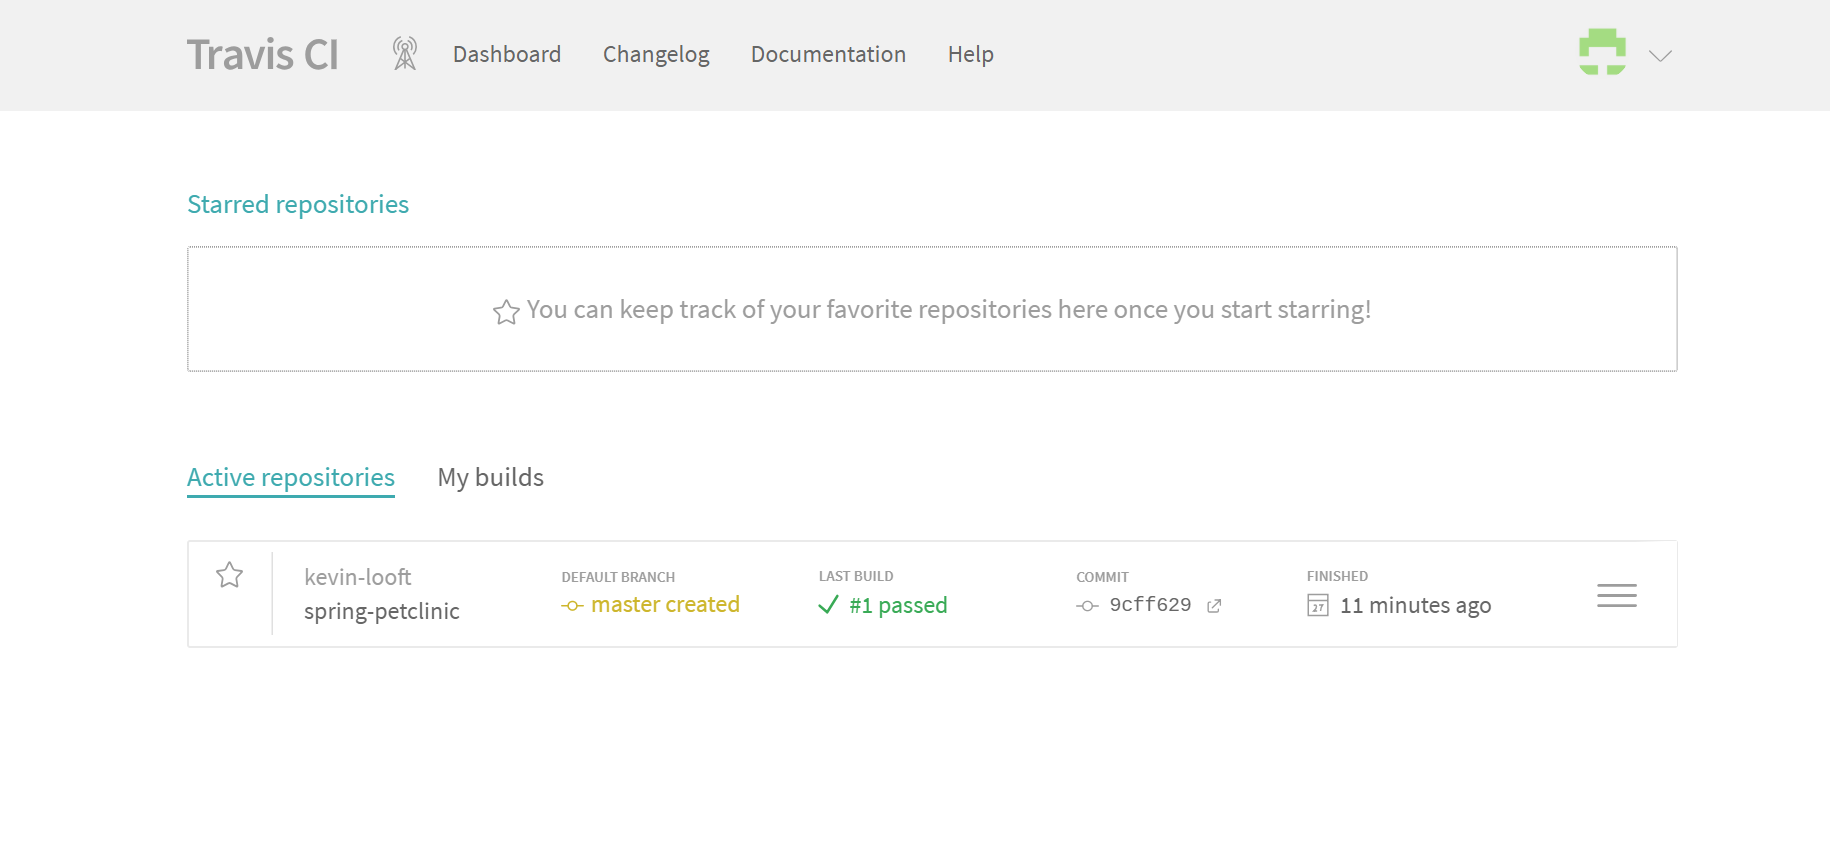 Travis CI
Dashboard Changelog Documentation Help
Starred repositories
You can keep track of your favorite repositories here once you start starring!
Active repositories My builds
kevin-looft
spring-petclinic
DEFAULT BRANCH
master created
LAST BUILD
#1 passed
COMMIT
9cff629
FINISHED
27 11 minutes ago